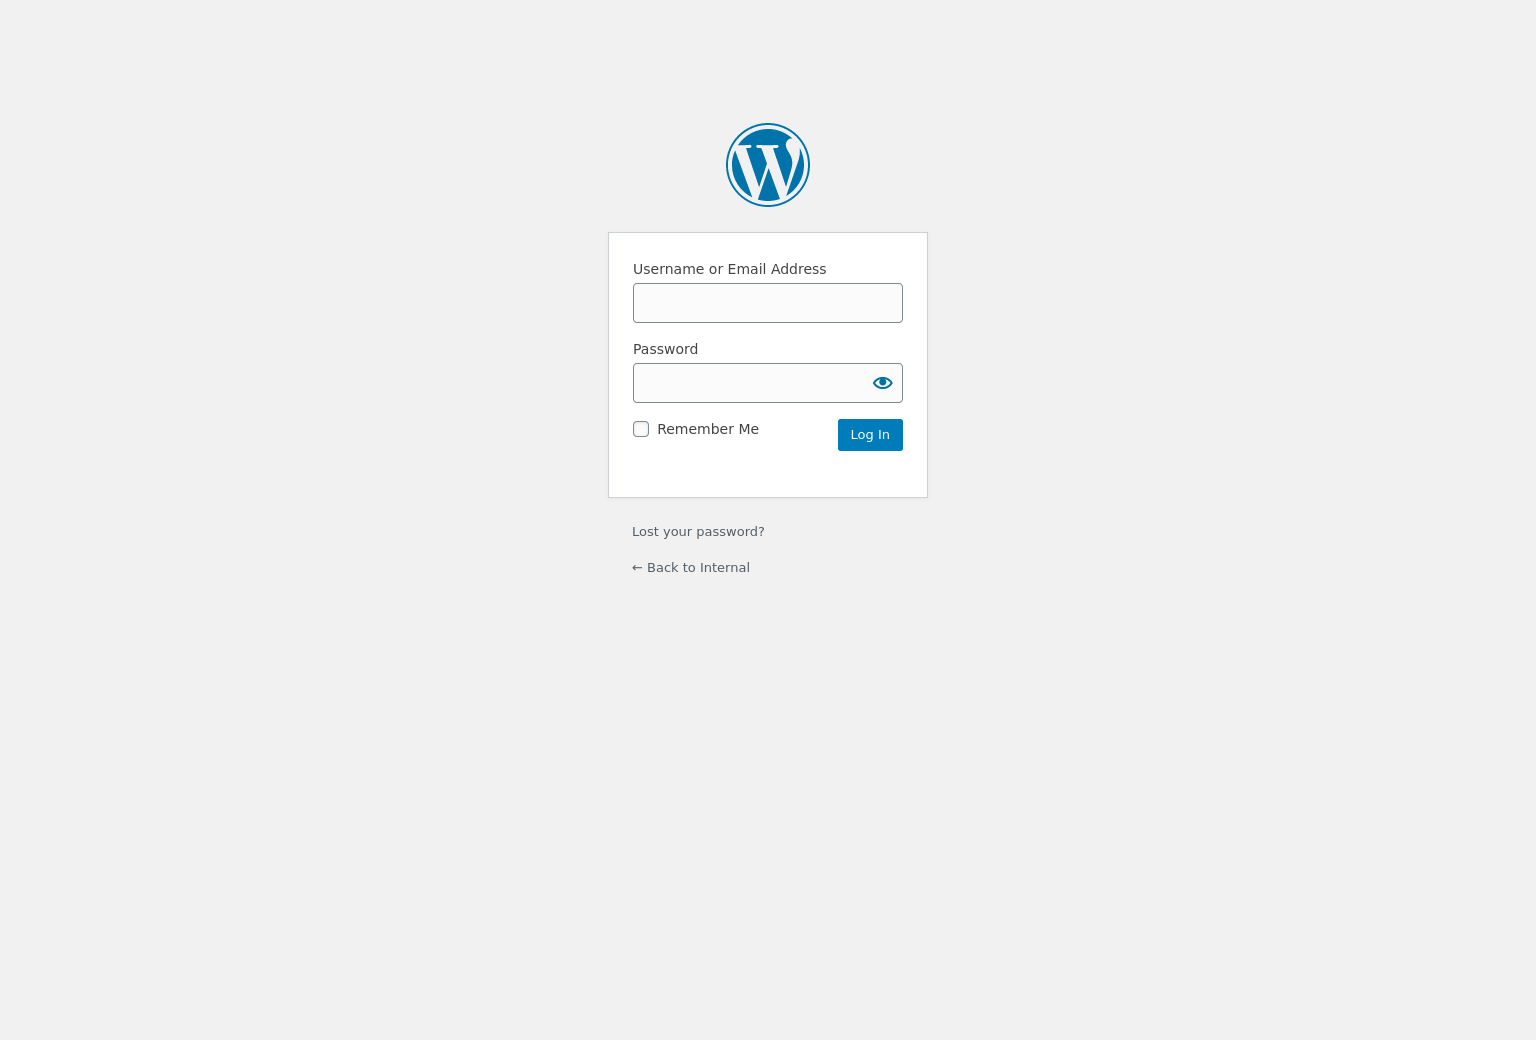 Username or Email Address
Password
Remember Me
Log In
Lost your password?
← Back to Internal